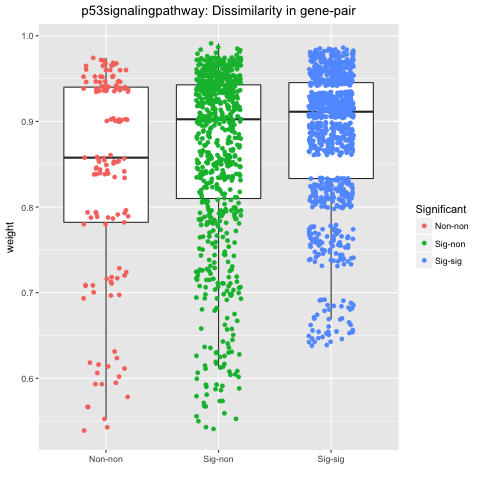 p53signalingpathway: Dissimilarity in gene-pair
weight
1.0
0.9
0.8
0.7
0.6
Non-non
Sig-non
Sig-sig
Significant
Non-non
Sig-non
Sig-sig